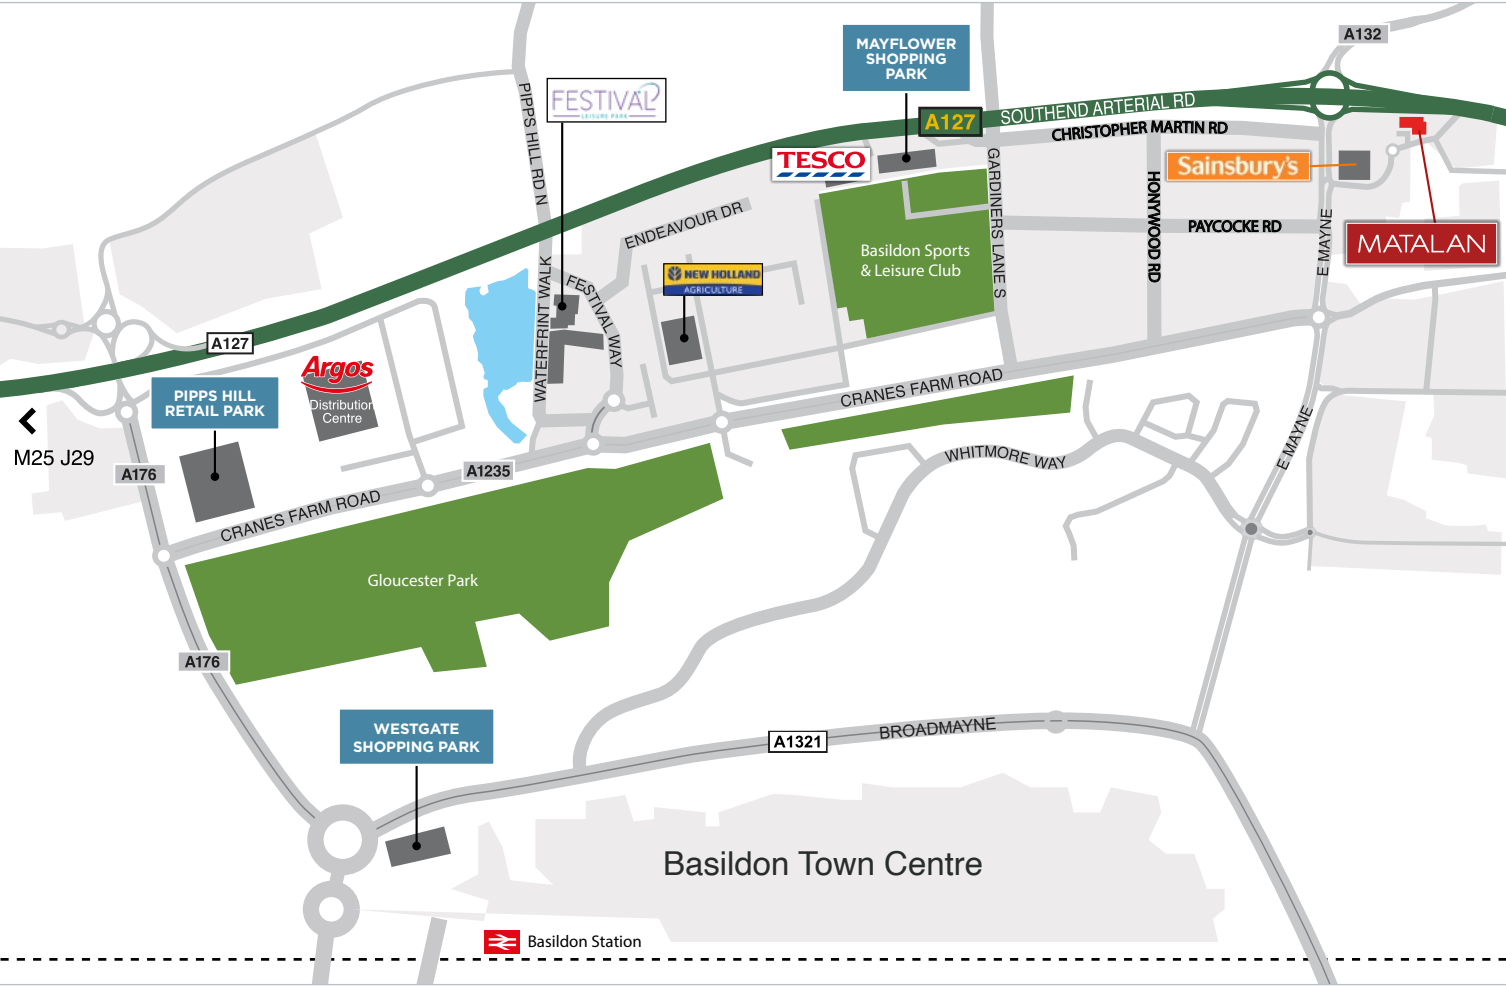 A132
MAYFLOWER
SHOPPING
PARK
FESTIVAL
LEISURE PARK
PIPPS HILL RD N
A127
SOUTHEND ARTERIAL RD
CHRISTOPHER MARTIN RD
TESCO
Sainsbury's
GARDINERS LANE S
HONYWOOD RD
PAYCOCKE RD
E MAYNE
MATALAN
ENDEAVOUR DR
Basildon Sports
& Leisure Club
NEW HOLLAND
AGRICULTURE
FESTIVAL WAY
WATERFRONT WALK
A127
Argos
Distribution
Centre
PIPPS HILL
RETAIL PARK
CRANES FARM ROAD
M25 J29
A176
A1235
CRANES FARM ROAD
WHITMORE WAY
E MAYNE
Gloucester Park
A176
WESTGATE
SHOPPING PARK
A1321
BROADMAYNE
Basildon Town Centre
Basildon Station